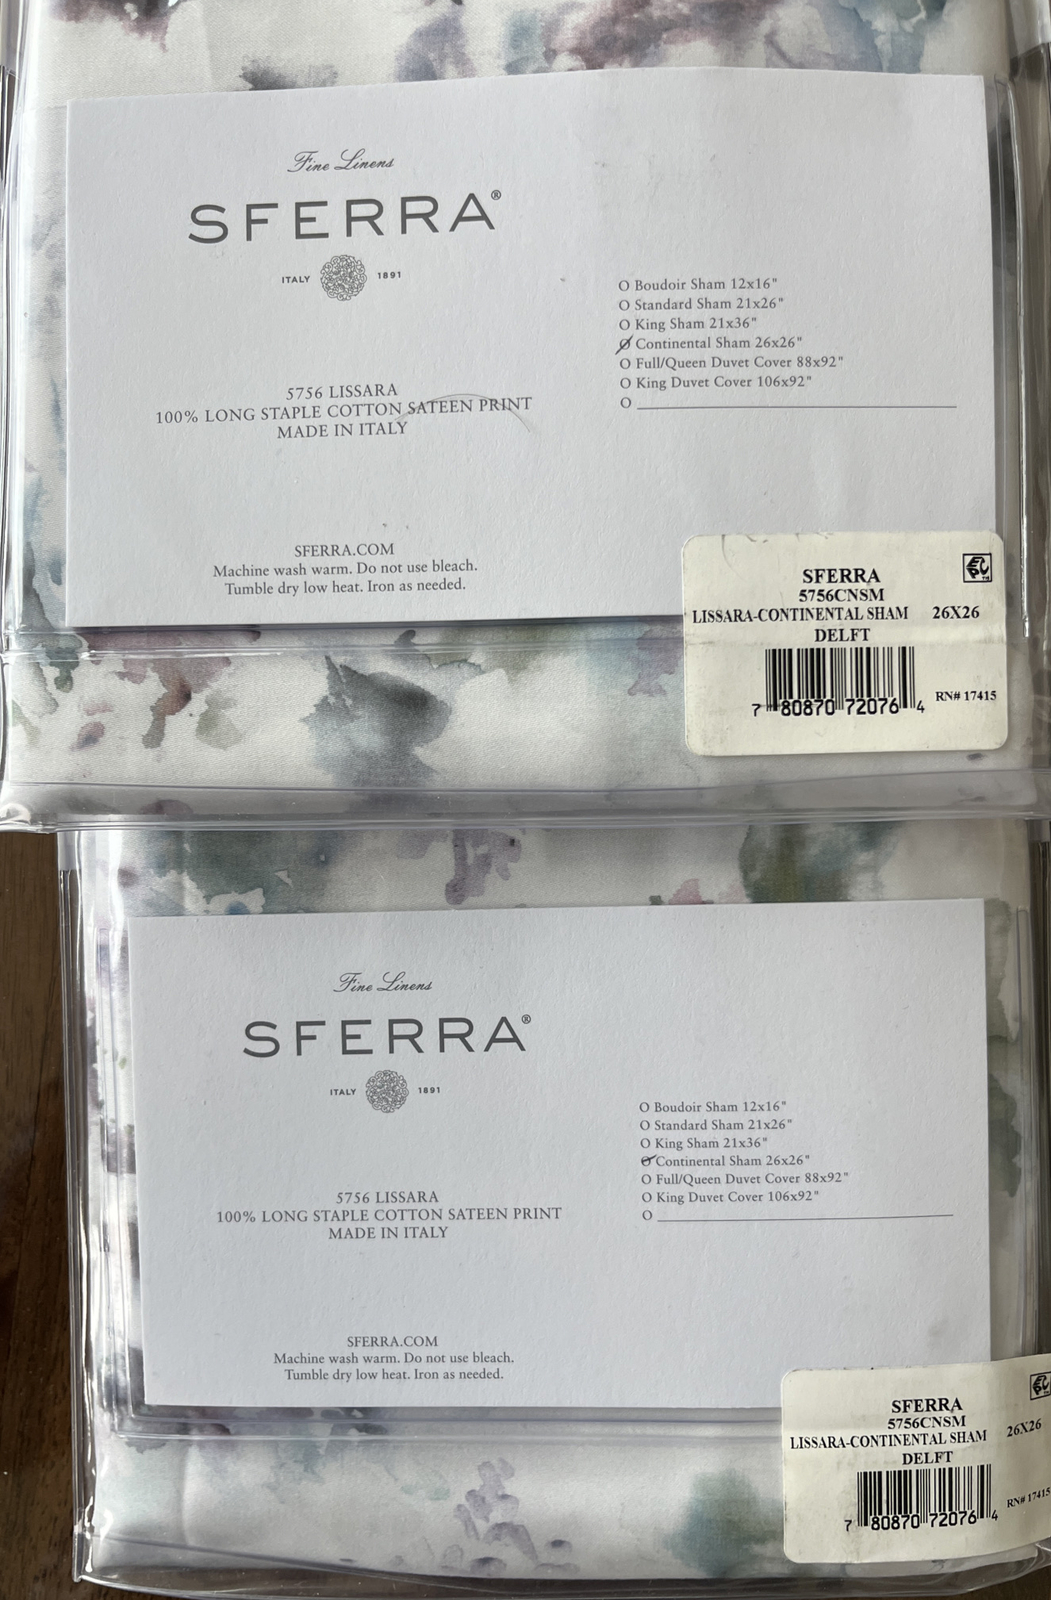 Fine Linens
SFERRA®
ITALY 1891
5756 LISSARA
100% LONG STAPLE COTTON SATEEN PRINT
MADE IN ITALY
SFERRA.COM
Machine wash warm. Do not use bleach.
Tumble dry low heat. Iron as needed.
O Boudoir Sham 12x16"
O Standard Sham 21x26"
O King Sham 21x36"
O Continental Sham 26x26"
O Full/Queen Duvet Cover 88x92"
O King Duvet Cover 106x92"
O
SFERRA
5756CNSM
LISSARA-CONTINENTAL SHAM 26X26
DELFT
RN# 17415
7 80870 72076 4
Fine Linens
SFERRA®
ITALY 1891
5756 LISSARA
100% LONG STAPLE COTTON SATEEN PRINT
MADE IN ITALY
SFERRA.COM
Machine wash warm. Do not use bleach.
Tumble dry low heat. Iron as needed.
O Boudoir Sham 12x16"
O Standard Sham 21x26"
O King Sham 21x36"
O Continental Sham 26x26"
O Full/Queen Duvet Cover 88x92"
O King Duvet Cover 106x92"
O
SFERRA
5756CNSM
LISSARA-CONTINENTAL SHAM 26X26
DELFT
RN# 17415
7 80870 72076 4